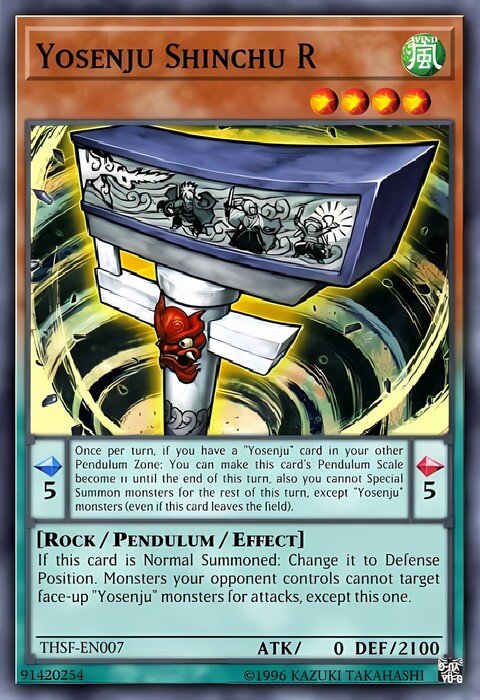 Yosenju Shinchu R
WIND
風
Once per turn, if you have a "Yosenju" card in your other
Pendulum Zone: You can make this card's Pendulum Scale
become 11 until the end of this turn, also you cannot Special
Summon monsters for the rest of this turn, except "Yosenju"
monsters (even if this card leaves the field).
5
5
[Rock / Pendulum / Effect]
If this card is Normal Summoned: Change it to Defense
Position. Monsters your opponent controls cannot target
face-up "Yosenju" monsters for attacks, except this one.
THSF-EN007
ATK/ 0 DEF/2100
91420254
©1996 KAZUKI TAKAHASHI